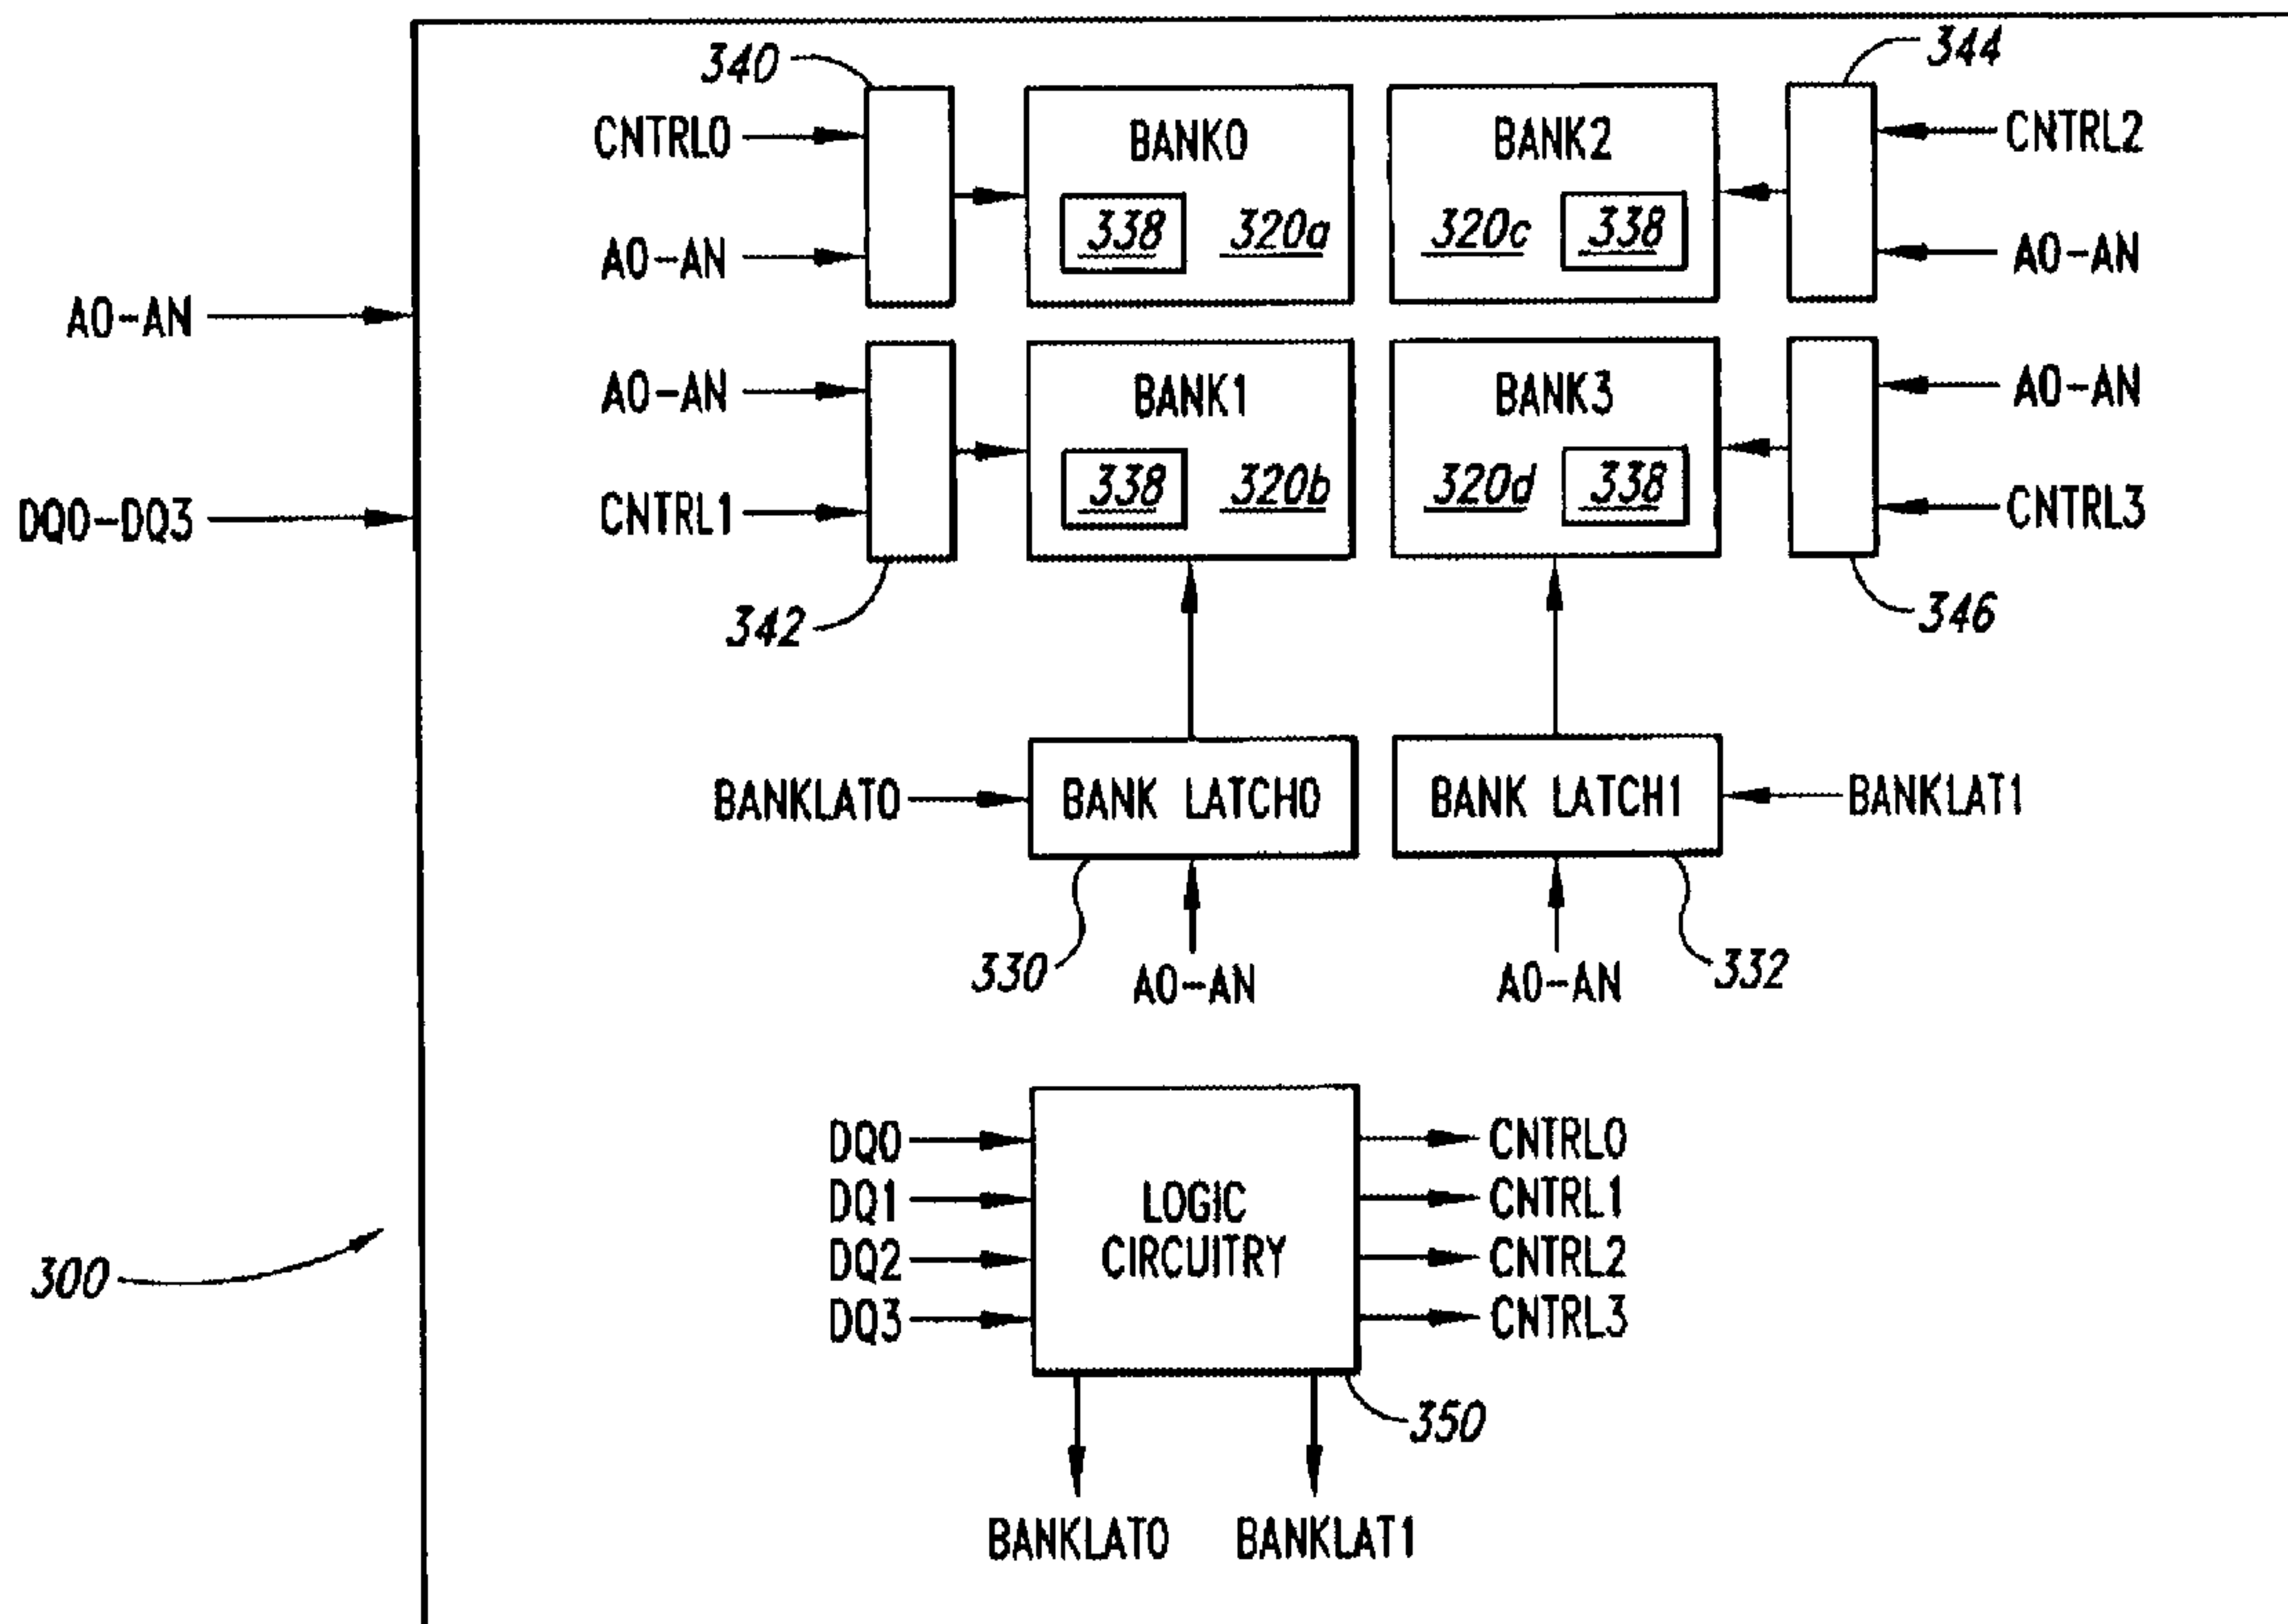 340
344
CNTRL0
BANK0
BANK2
CNTRL2
338
320a
320c
338
A0-AN
A0-AN
A0-AN
A0-AN
BANK1
BANK3
A0-AN
338
320b
320d
338
CNTRL1
CNTRL3
DQ0-DQ3
342
346
BANKLAT0
BANK LATCH0
BANK LATCH1
BANKLAT1
330
A0-AN
A0-AN
332
DQ0
CNTRL0
DQ1
LOGIC
CNTRL1
DQ2
CIRCUITRY
CNTRL2
300
DQ3
CNTRL3
350
BANKLAT0
BANKLAT1